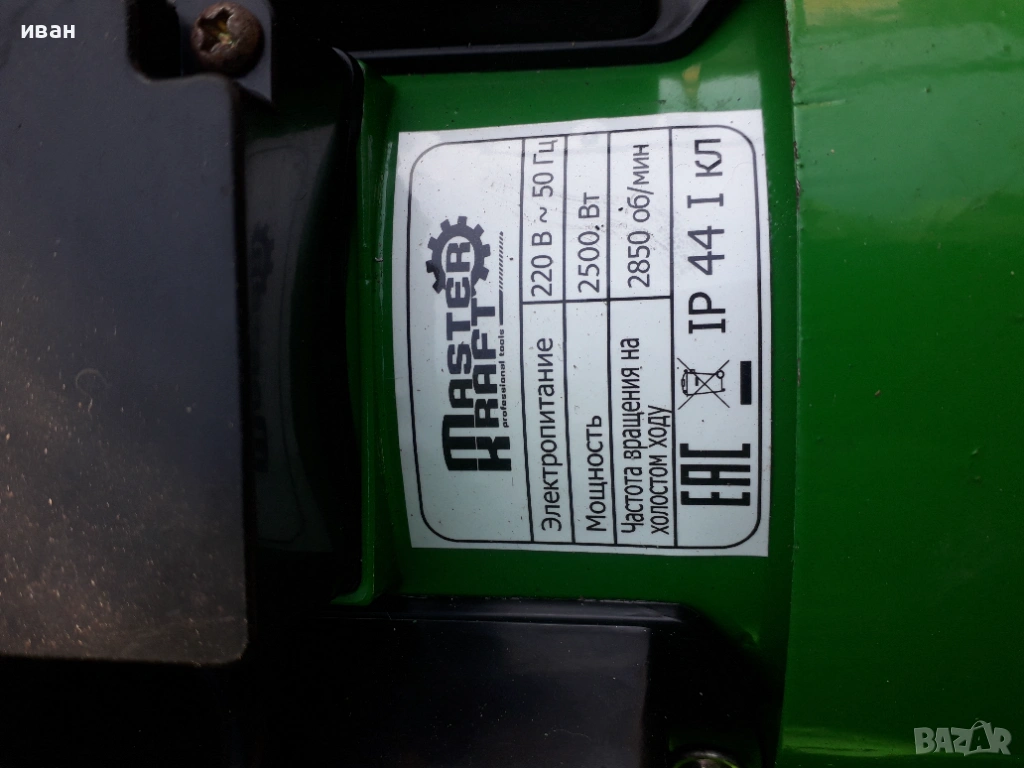 иван
MASTER
KRAFT
professional tools
Электропитание 220 В ~ 50 Гц
Мощность 2500 Вт
Частота вращения на
холостом ходу 2850 об/мин
EAC IP 44 I кл
BAZAR